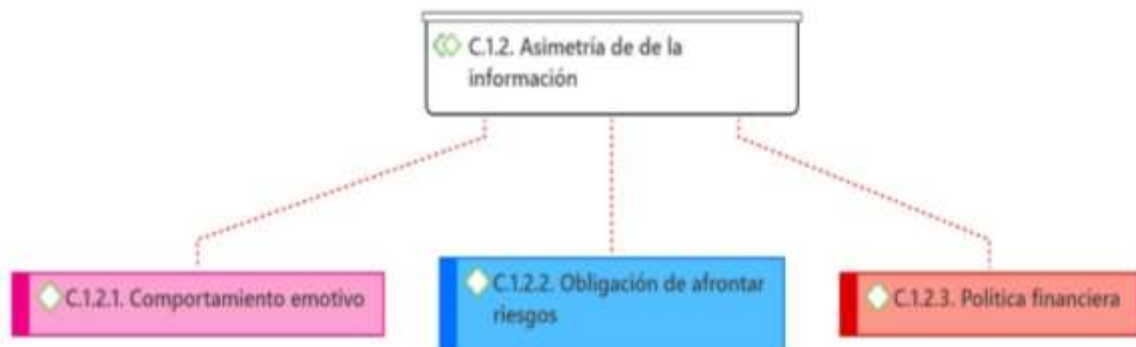 C.1.2. Asimetría de de la
información
C.1.2.1. Comportamiento emotivo
C.1.2.2. Obligación de afrontar
riesgos
C.1.2.3. Política financiera